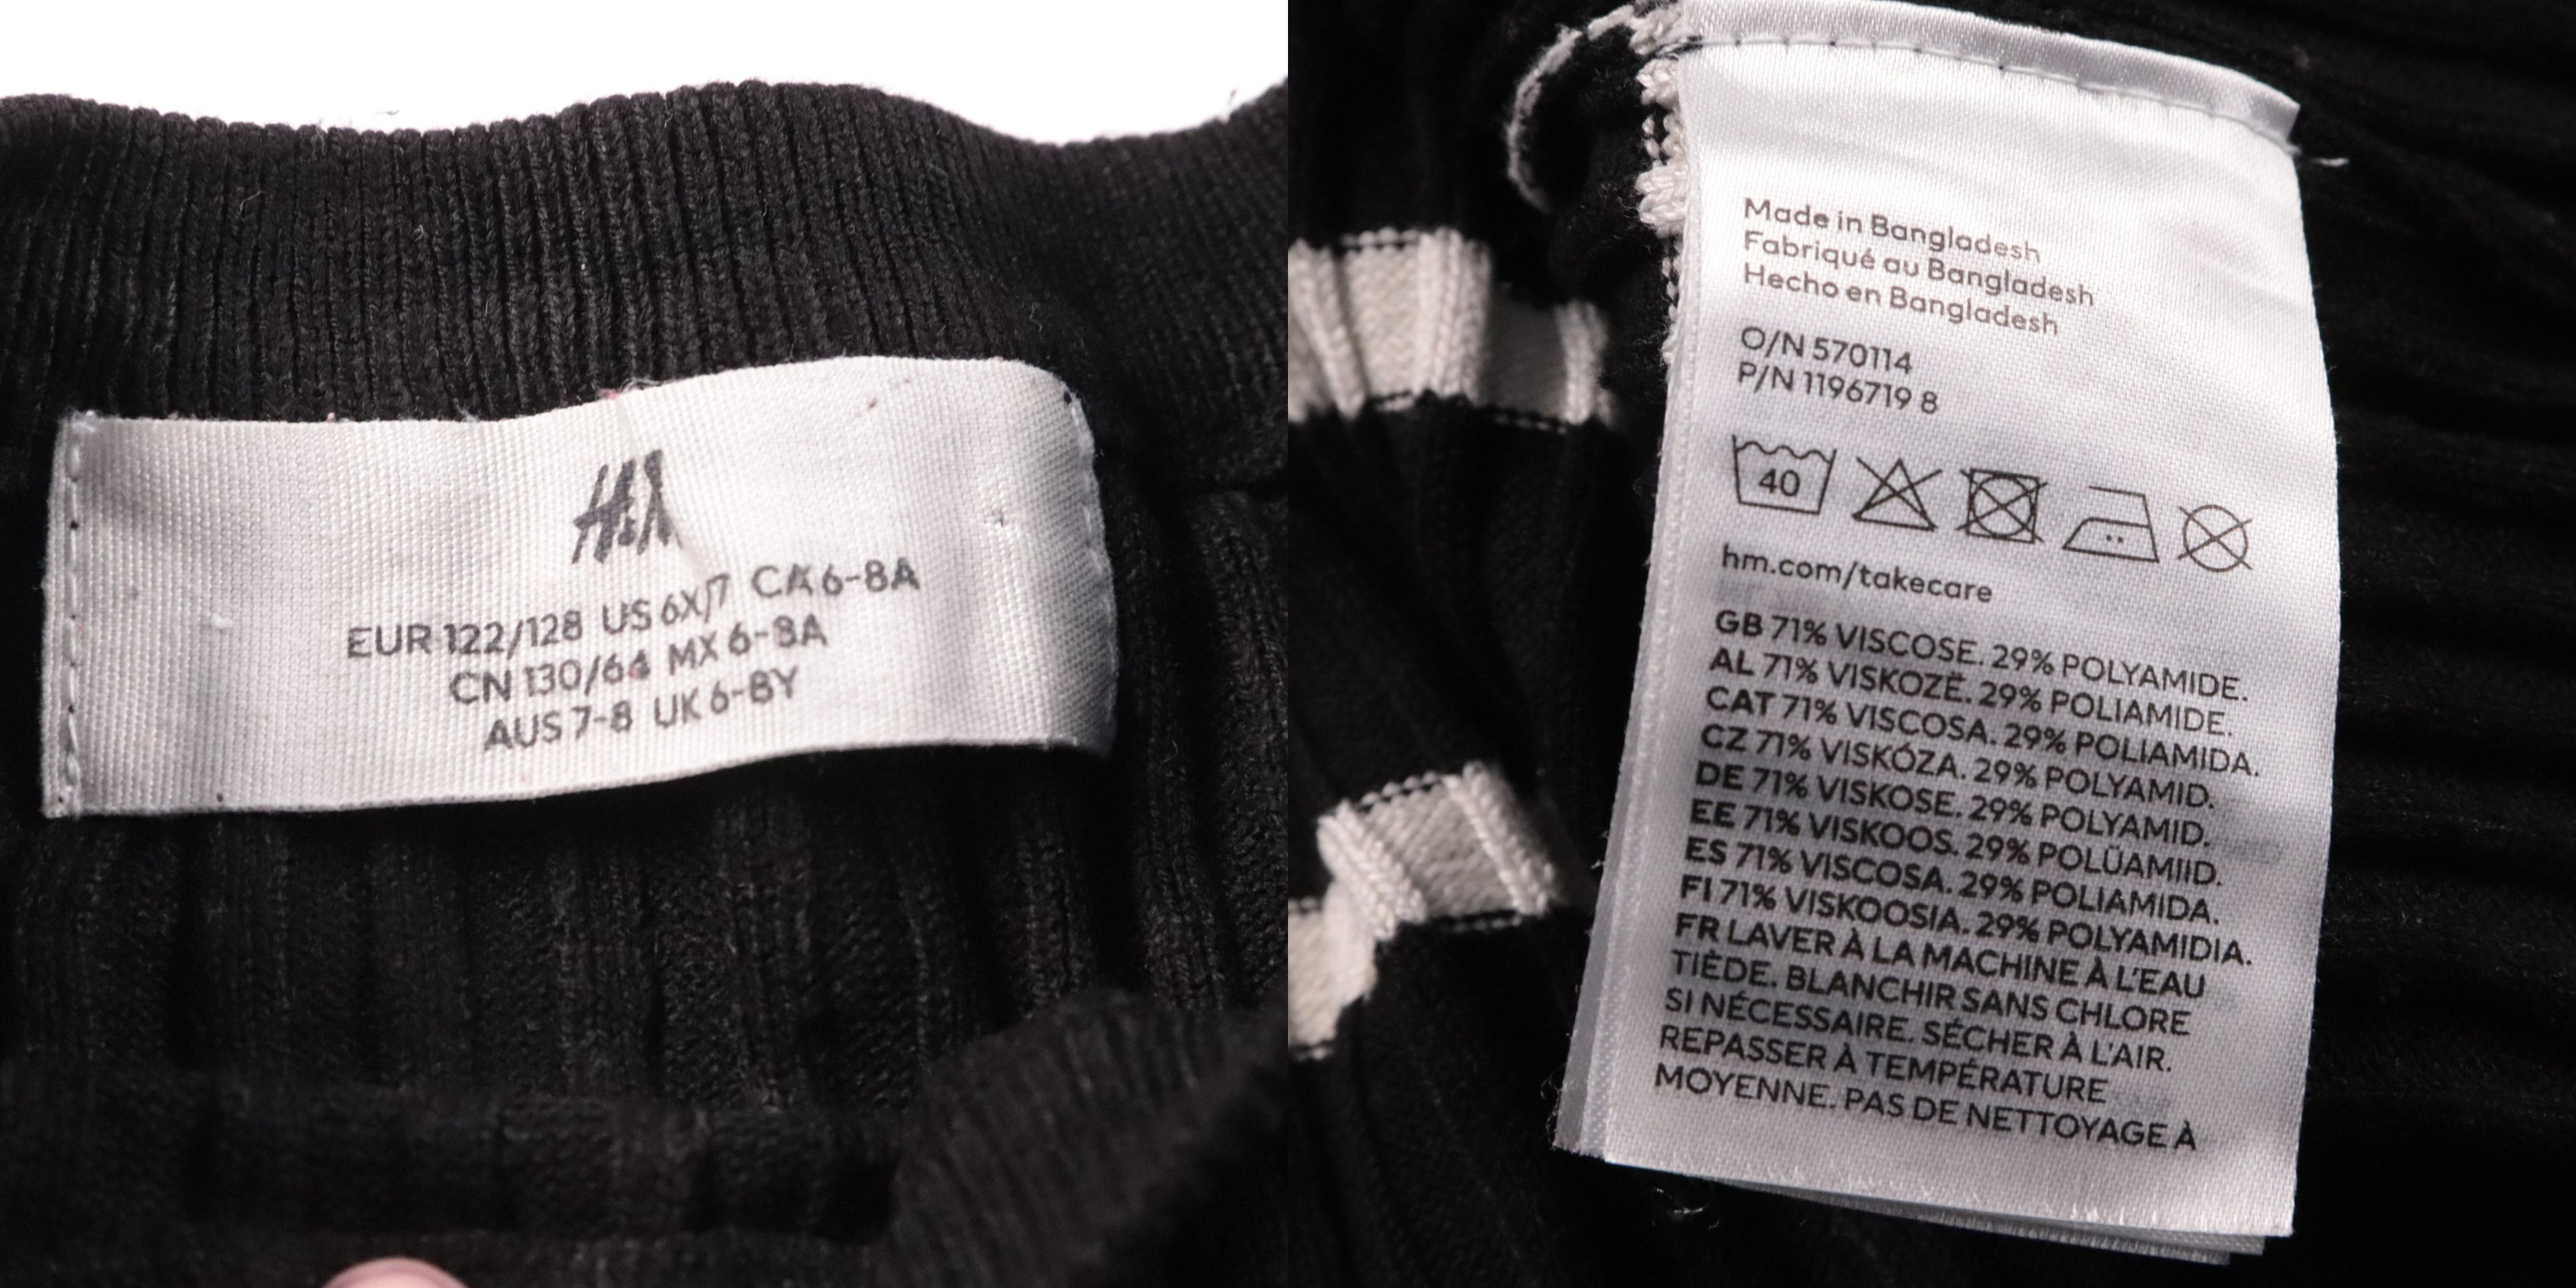 H&M
EUR 122/128 US 6X/7 CA 6-8A
CN 130/64 MX 6-8A
AUS 7-8 UK 6-8Y
Made in Bangladesh
Fabriqué au Bangladesh
Hecho en Bangladesh
O/N 570114
P/N 1196719 8
40
hm.com/takecare
GB 71% VISCOSE. 29% POLYAMIDE.
AL 71% VISKOZË. 29% POLIAMIDE.
CAT 71% VISCOSA. 29% POLIAMIDA.
CZ 71% VISKÓZA. 29% POLYAMID.
DE 71% VISKOSE. 29% POLYAMID.
EE 71% VISKOOS. 29% POLÜAMIID.
ES 71% VISCOSA. 29% POLIAMIDA.
FI 71% VISKOOSIA. 29% POLYAMIDIA.
FR LAVER À LA MACHINE À L'EAU
TIÈDE. BLANCHIR SANS CHLORE
SI NÉCESSAIRE. SÉCHER À L'AIR.
REPASSER À TEMPÉRATURE
MOYENNE. PAS DE NETTOYAGE À